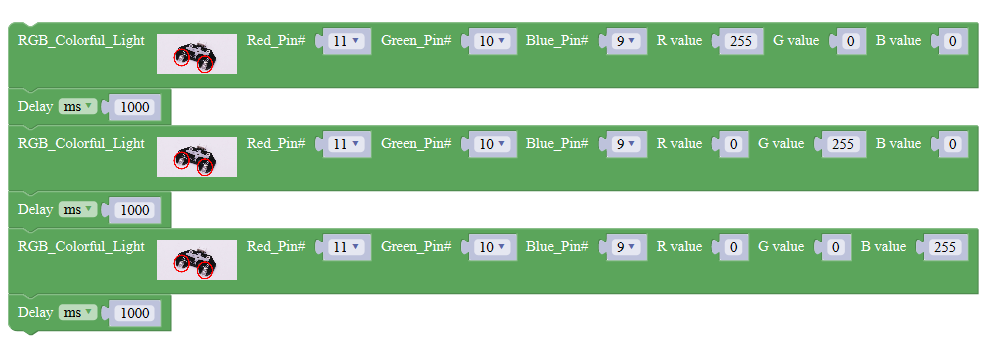 RGB_Colorful_Light Red_Pin# 11 Green_Pin# 10 Blue_Pin# 9 R value 255 G value 0 B value 0
Delay ms 1000
RGB_Colorful_Light Red_Pin# 11 Green_Pin# 10 Blue_Pin# 9 R value 0 G value 255 B value 0
Delay ms 1000
RGB_Colorful_Light Red_Pin# 11 Green_Pin# 10 Blue_Pin# 9 R value 0 G value 0 B value 255
Delay ms 1000